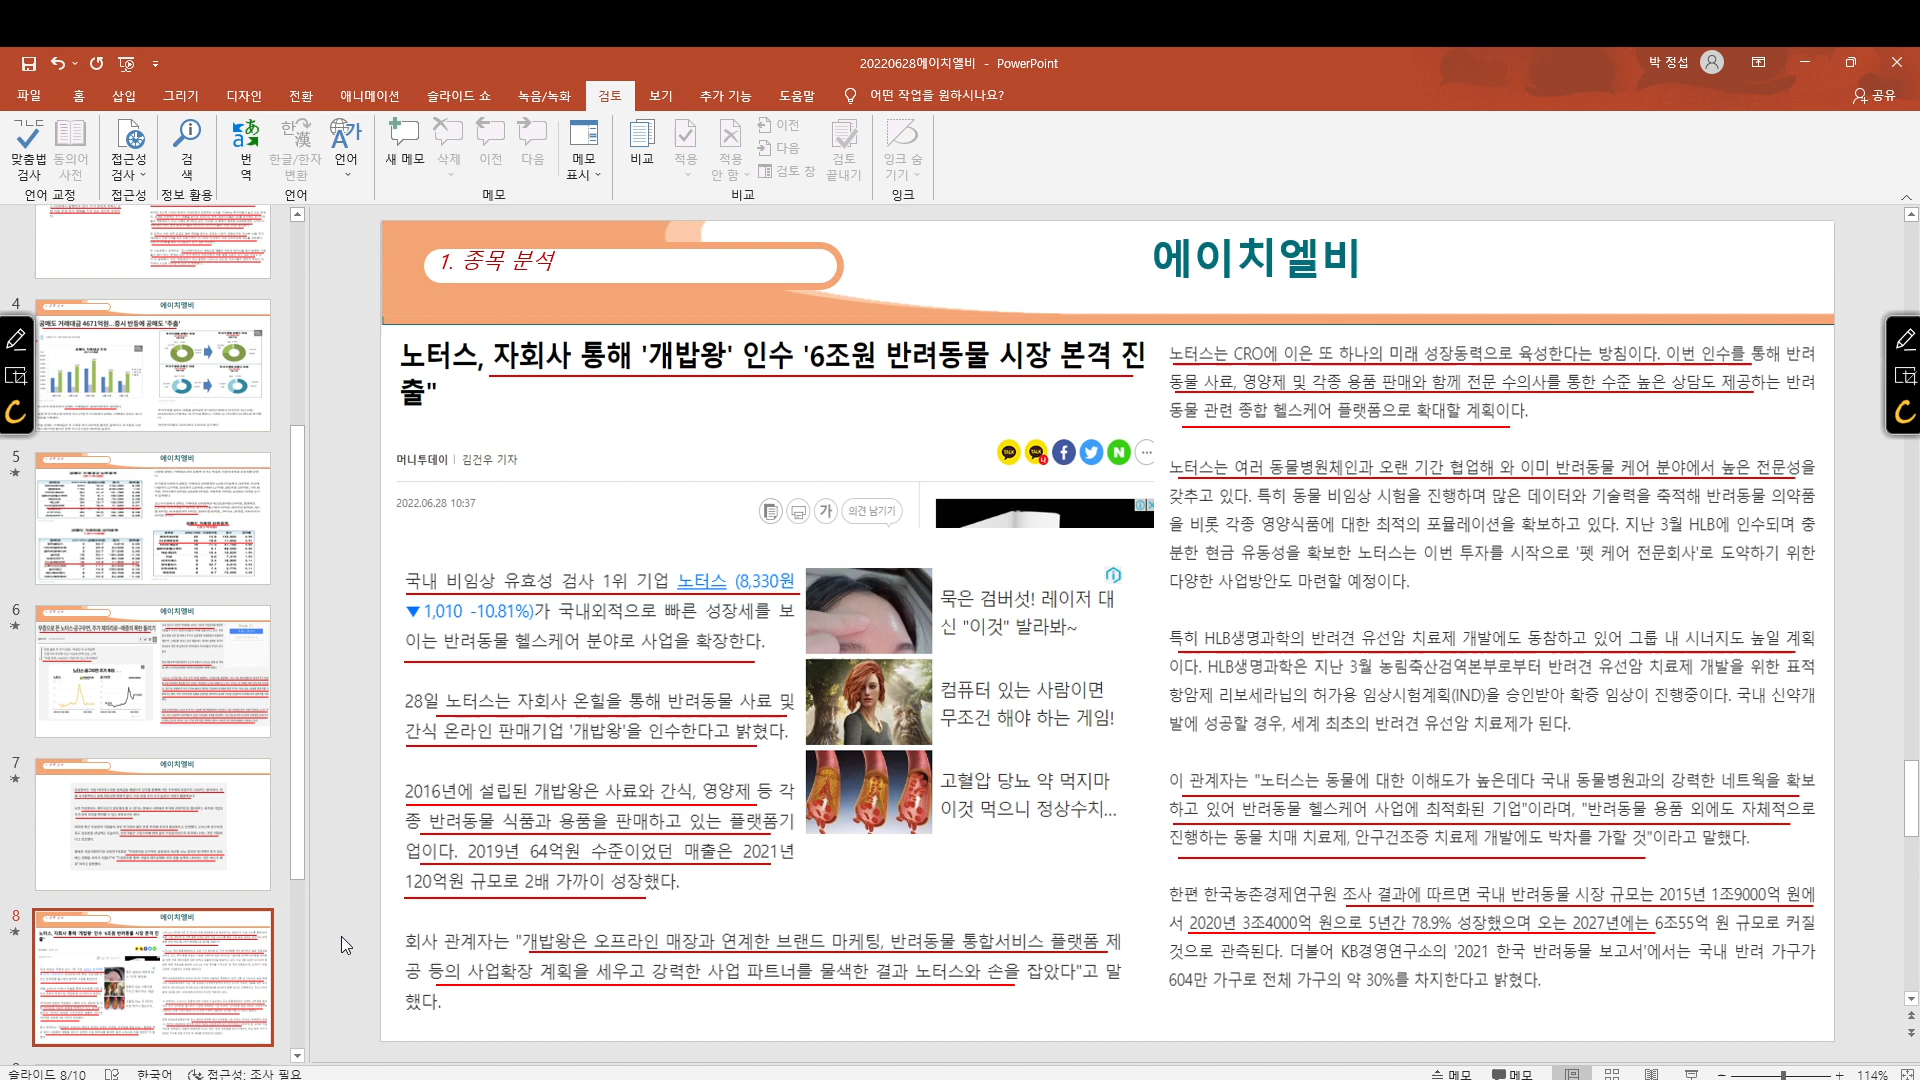 20220628에이치엘비 - PowerPoint
박 정섭
파일 홈 삽입 그리기 디자인 전환 애니메이션 슬라이드 쇼 녹음/녹화 검토 보기 추가 기능 도움말 어떤 작업을 원하시나요? 공유
맞춤법 검사
동의어 사전
접근성 검사
검색
번역
한글/한자 변환
언어
새 메모
삭제
이전
다음
메모 표시
비교
적용
적용 안 함
이전
다음
검토 창
검토 끝내기
잉크 숨기기
언어 교정 접근성 정보 활용 언어 메모 비교 잉크
4
에이치엘비
공매도 거래대금 4671억원...증시 반등에 공매도 '주춤'
5
에이치엘비
6
에이치엘비
7
에이치엘비
8
에이치엘비
1. 종목 분석
에이치엘비
노터스, 자회사 통해 '개밥왕' 인수 '6조원 반려동물 시장 본격 진
출"
머니투데이 | 김건우 기자
TALK TALK f N ...
2022.06.28 10:37
가 의견 남기기
국내 비임상 유효성 검사 1위 기업 노터스 (8,330원
▼1,010 -10.81%)가 국내외적으로 빠른 성장세를 보
이는 반려동물 헬스케어 분야로 사업을 확장한다.
28일 노터스는 자회사 온힐을 통해 반려동물 사료 및
간식 온라인 판매기업 '개밥왕'을 인수한다고 밝혔다.
2016년에 설립된 개밥왕은 사료와 간식, 영양제 등 각
종 반려동물 식품과 용품을 판매하고 있는 플랫폼기
업이다. 2019년 64억원 수준이었던 매출은 2021년
120억원 규모로 2배 가까이 성장했다.
묵은 검버섯! 레이저 대
신 "이것" 발라봐~
컴퓨터 있는 사람이면
무조건 해야 하는 게임!
고혈압 당뇨 약 먹지마
이것 먹으니 정상수치...
회사 관계자는 "개밥왕은 오프라인 매장과 연계한 브랜드 마케팅, 반려동물 통합서비스 플랫폼 제
공 등의 사업확장 계획을 세우고 강력한 사업 파트너를 물색한 결과 노터스와 손을 잡았다"고 말
했다.
노터스는 CRO에 이은 또 하나의 미래 성장동력으로 육성한다는 방침이다. 이번 인수를 통해 반려
동물 사료, 영양제 및 각종 용품 판매와 함께 전문 수의사를 통한 수준 높은 상담도 제공하는 반려
동물 관련 종합 헬스케어 플랫폼으로 확대할 계획이다.
노터스는 여러 동물병원체인과 오랜 기간 협업해 와 이미 반려동물 케어 분야에서 높은 전문성을
갖추고 있다. 특히 동물 비임상 시험을 진행하며 많은 데이터와 기술력을 축적해 반려동물 의약품
을 비롯 각종 영양식품에 대한 최적의 포뮬레이션을 확보하고 있다. 지난 3월 HLB에 인수되며 충
분한 현금 유동성을 확보한 노터스는 이번 투자를 시작으로 '펫 케어 전문회사'로 도약하기 위한
다양한 사업방안도 마련할 예정이다.
특히 HLB생명과학의 반려견 유선암 치료제 개발에도 동참하고 있어 그룹 내 시너지도 높일 계획
이다. HLB생명과학은 지난 3월 농림축산검역본부로부터 반려견 유선암 치료제 개발을 위한 표적
항암제 리보세라닙의 허가용 임상시험계획(IND)을 승인받아 확증 임상이 진행중이다. 국내 신약개
발에 성공할 경우, 세계 최초의 반려견 유선암 치료제가 된다.
이 관계자는 "노터스는 동물에 대한 이해도가 높은데다 국내 동물병원과의 강력한 네트웍을 확보
하고 있어 반려동물 헬스케어 사업에 최적화된 기업"이라며, "반려동물 용품 외에도 자체적으로
진행하는 동물 치매 치료제, 안구건조증 치료제 개발에도 박차를 가할 것"이라고 말했다.
한편 한국농촌경제연구원 조사 결과에 따르면 국내 반려동물 시장 규모는 2015년 1조9000억 원에
서 2020년 3조4000억 원으로 5년간 78.9% 성장했으며 오는 2027년에는 6조55억 원 규모로 커질
것으로 관측된다. 더불어 KB경영연구소의 '2021 한국 반려동물 보고서'에서는 국내 반려 가구가
604만 가구로 전체 가구의 약 30%를 차지한다고 밝혔다.
슬라이드 8/10 한국어 접근성: 조사 필요 메모 메모 114%